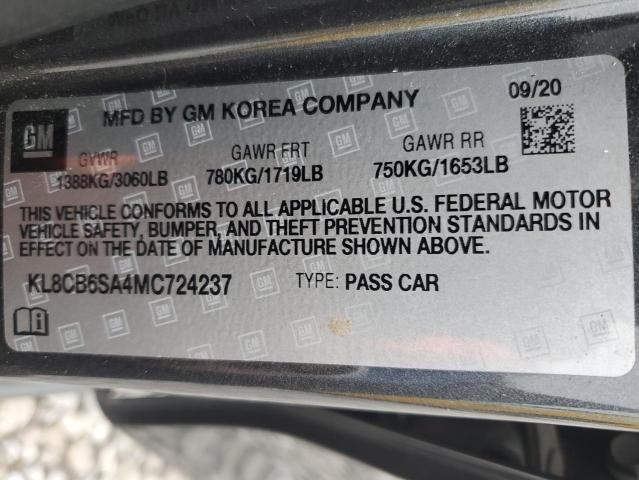 MFD BY GM KOREA COMPANY
09/20
GM
GVWR
GAWR FRT
GAWR RR
1388KG/3060LB
780KG/1719LB
750KG/1653LB
THIS VEHICLE CONFORMS TO ALL APPLICABLE U.S. FEDERAL MOTOR
VEHICLE SAFETY, BUMPER, AND THEFT PREVENTION STANDARDS IN
EFFECT ON THE DATE OF MANUFACTURE SHOWN ABOVE.
KL8CB6SA4MC724237
TYPE: PASS CAR